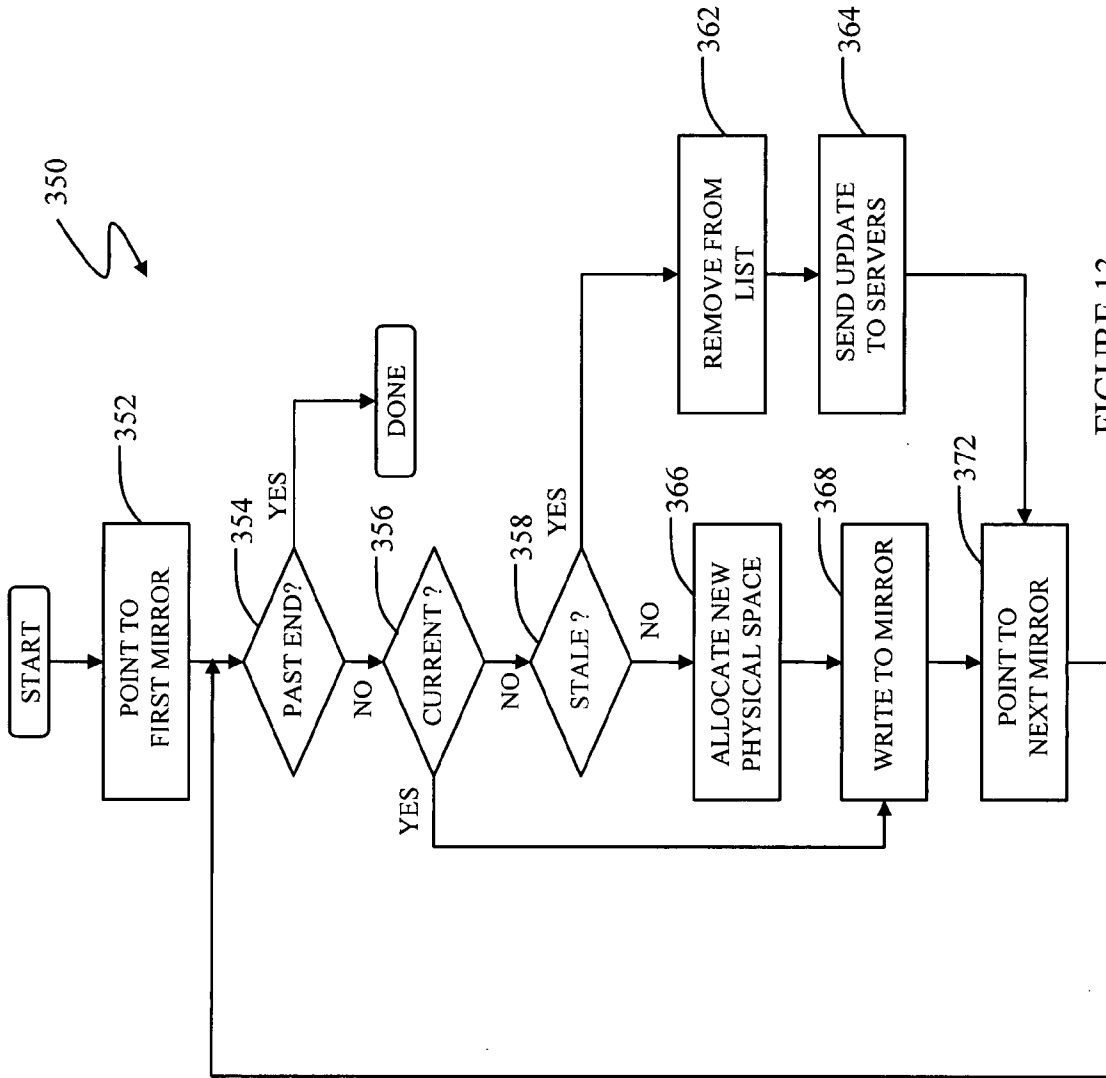 350
START
POINT TO
FIRST MIRROR
352
PAST END?
354
YES
DONE
NO
CURRENT ?
356
YES
NO
STALE ?
358
YES
NO
REMOVE FROM
LIST
362
SEND UPDATE
TO SERVERS
364
ALLOCATE NEW
PHYSICAL SPACE
366
WRITE TO MIRROR
368
POINT TO
NEXT MIRROR
372